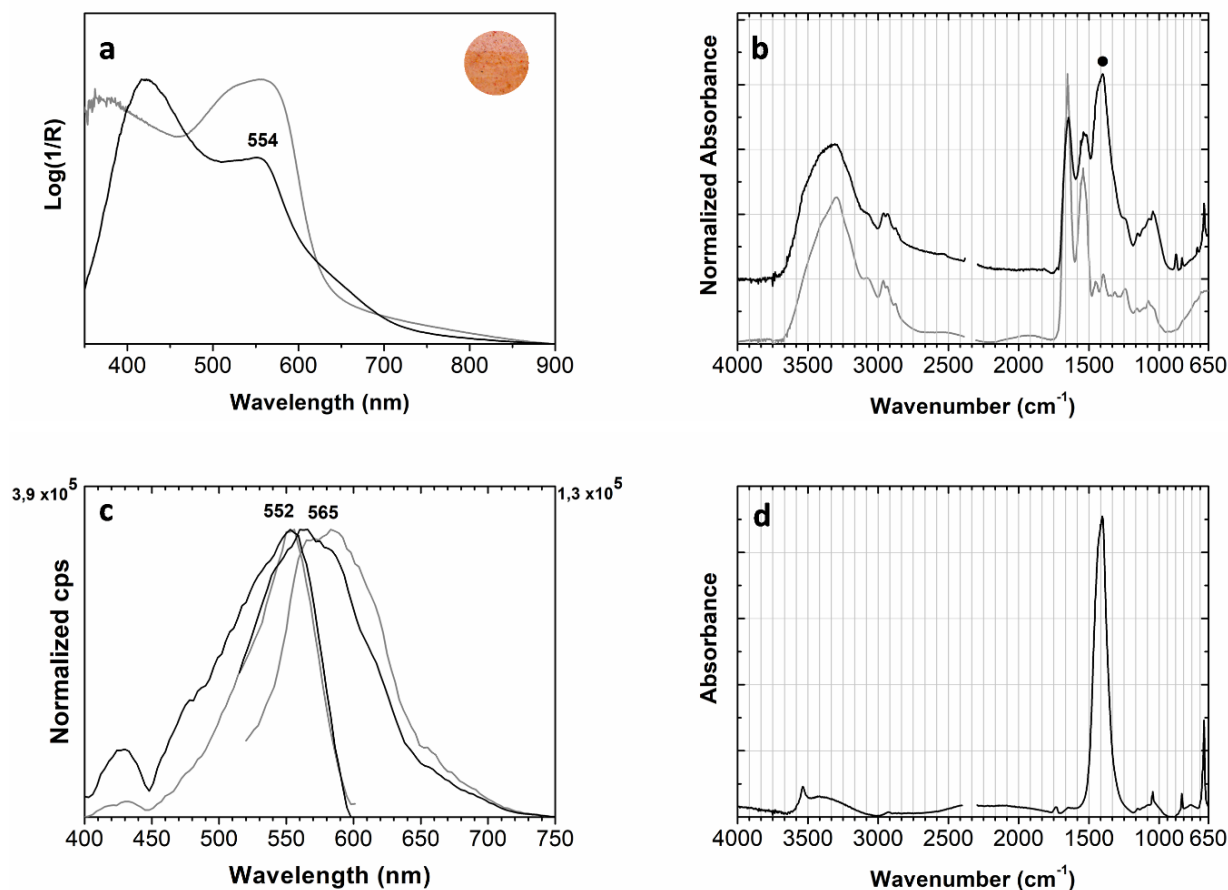 a
554
Log(1/R)
400 500 600 700 800 900
Wavelength (nm)
b
Normalized Absorbance
4000 3500 3000 2500 2000 1500 1000 650
Wavenumber (cm⁻¹)
3,9 x10⁵
1,3 x10⁵
c
552 565
Normalized cps
400 450 500 550 600 650 700 750
Wavelength (nm)
d
Absorbance
4000 3500 3000 2500 2000 1500 1000 650
Wavenumber (cm⁻¹)